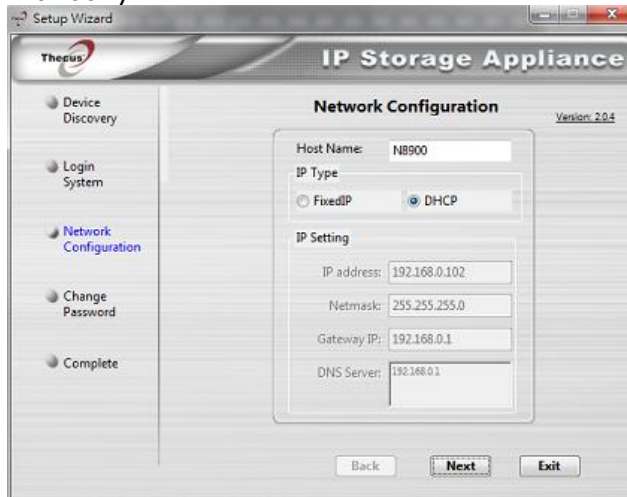 Setup Wizard
Thecus
IP Storage Appliance
Device
Discovery
Login
System
Network
Configuration
Change
Password
Complete
Network Configuration
Version: 2.0.4
Host Name: N8900
IP Type
FixedIP DHCP
IP Setting
IP address: 192.168.0.102
Netmask: 255.255.255.0
Gateway IP: 192.168.0.1
DNS Server: 192.168.0.1
Back Next Exit